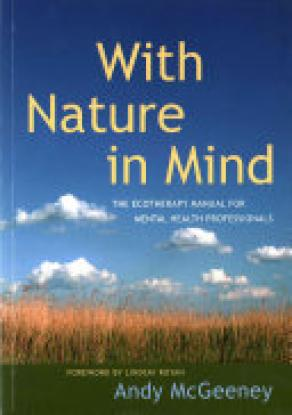 With
Nature
in Mind
THE ECOTHERAPY MANUAL FOR
MENTAL HEALTH PROFESSIONALS
FOREWORD BY LINDSAY ROYAN
Andy McGeeney